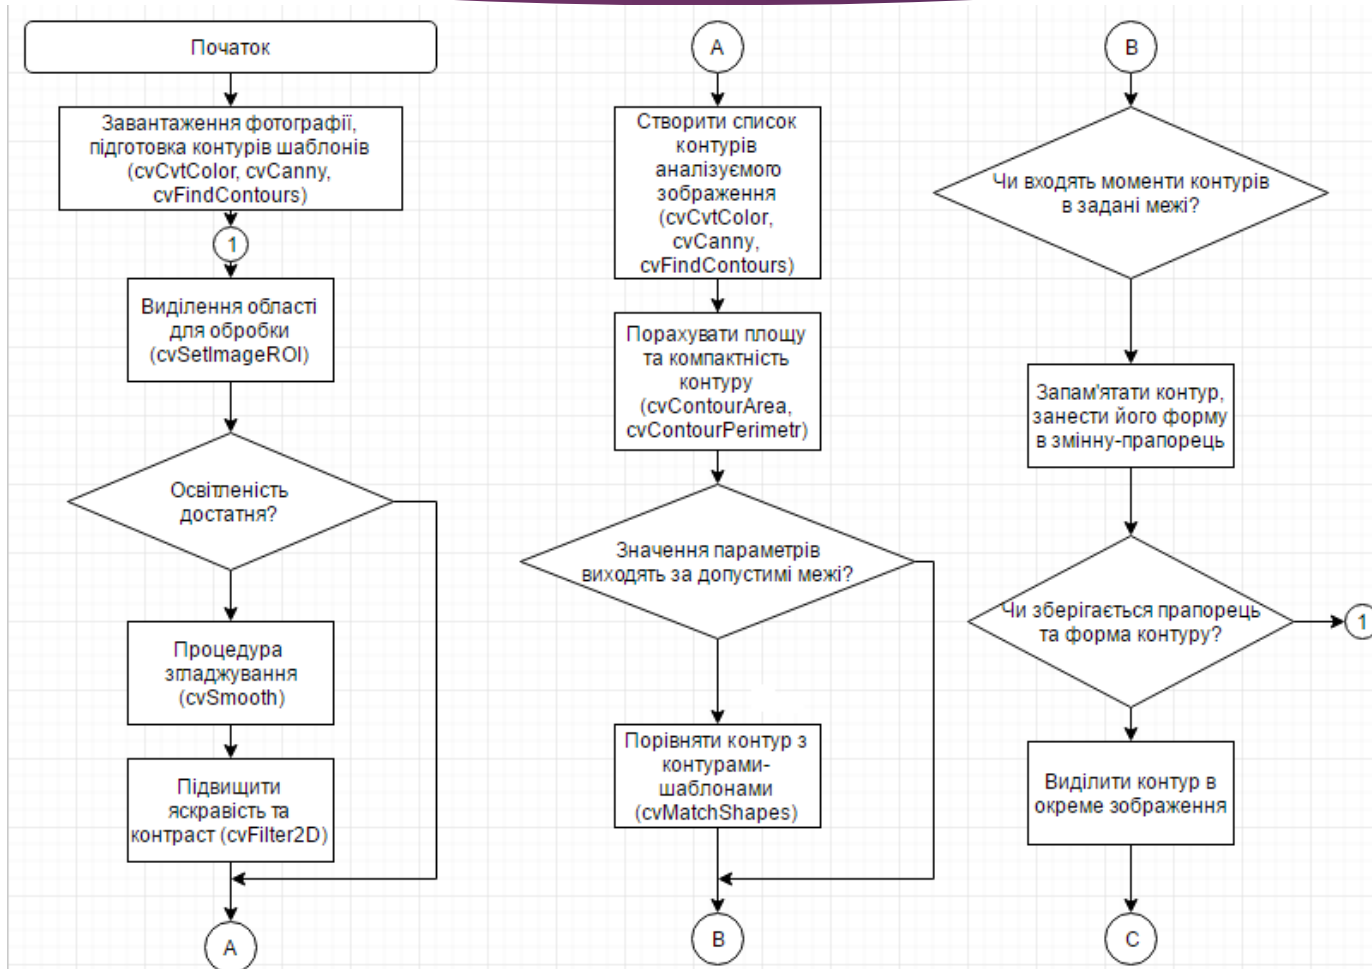 Початок
Завантаження фотографії,
підготовка контурів шаблонів
(cvCvtColor, cvCanny,
cvFindContours)
1
Виділення області
для обробки
(cvSetImageROI)
Освітленість
достатня?
Процедура
згладжування
(cvSmooth)
Підвищити
яскравість та
контраст (cvFilter2D)
A
A
Створити список
контурів
аналізуємого
зображення
(cvCvtColor,
cvCanny,
cvFindContours)
Порахувати площу
та компактність
контуру
(cvContourArea,
cvContourPerimetr)
Значення параметрів
виходять за допустимі межі?
Порівняти контур з
контурами-
шаблонами
(cvMatchShapes)
B
B
Чи входять моменти контурів
в задані межі?
Запам'ятати контур,
занести його форму
в змінну-прапорець
Чи зберігається прапорець
та форма контуру?
1
Виділити контур в
окреме зображення
C